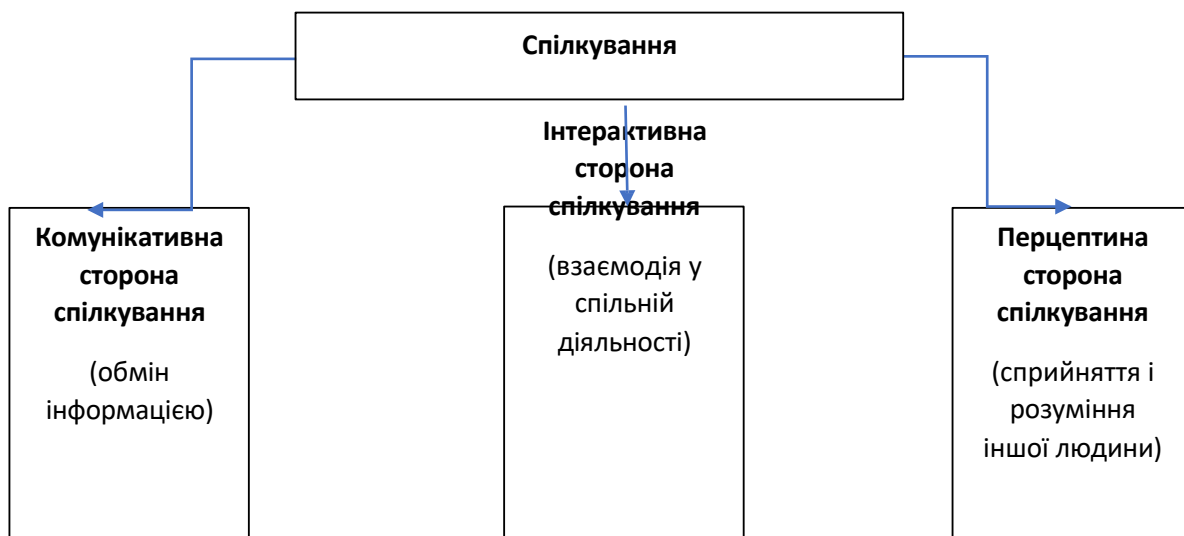 Спілкування
Комунікативна
сторона
спілкування
(обмін
інформацією)
Інтерактивна
сторона
спілкування
(взаємодія у
спільній
діяльності)
Перцептина
сторона
спілкування
(сприйняття і
розуміння
іншої людини)